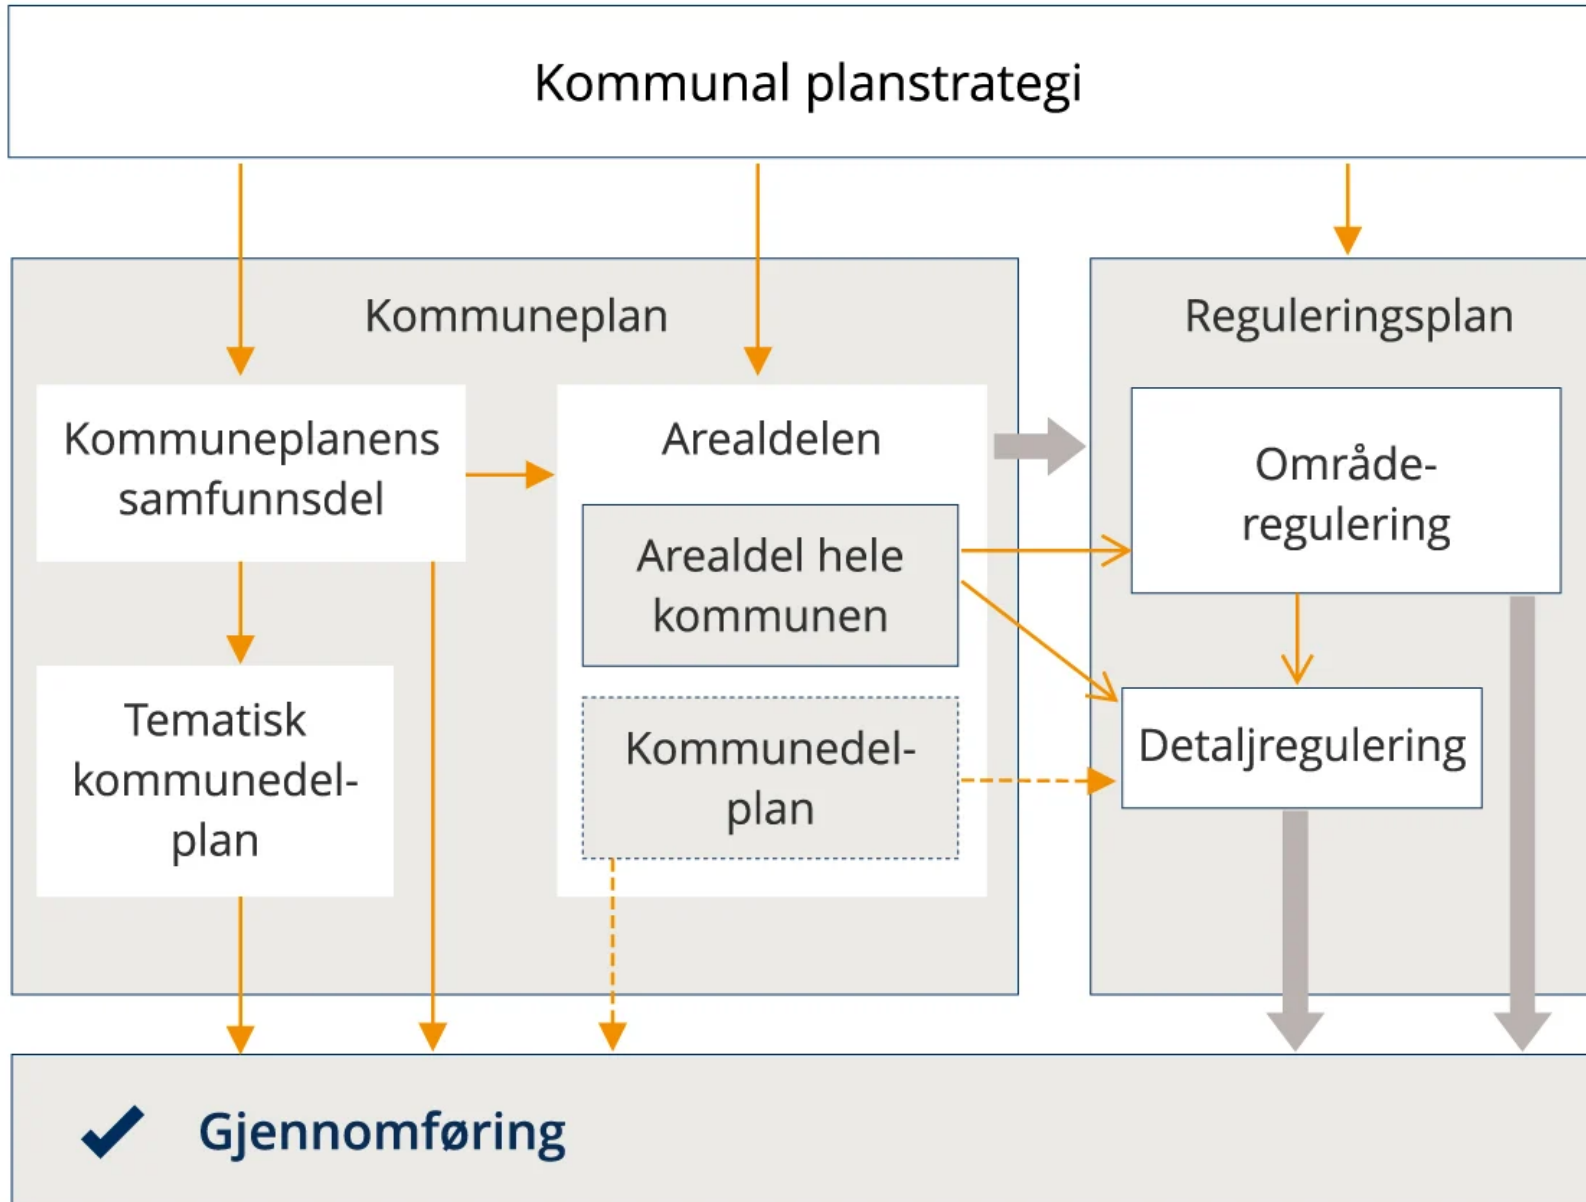 Kommunal planstrategi
Kommuneplan
Reguleringsplan
Kommuneplanens
samfunnsdel
Arealdelen
Område-
regulering
Arealdel hele
kommunen
Tematisk
kommunedel-
plan
Kommunedel-
plan
Detaljregulering
Gjennomføring